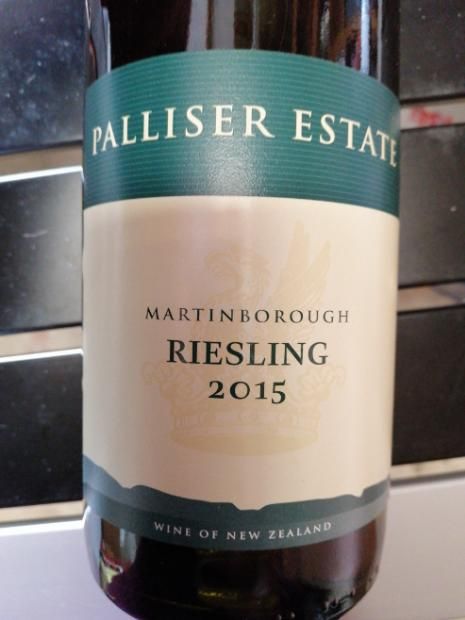 PALLISER ESTATE
MARTINBOROUGH
RIESLING
2015
WINE OF NEW ZEALAND